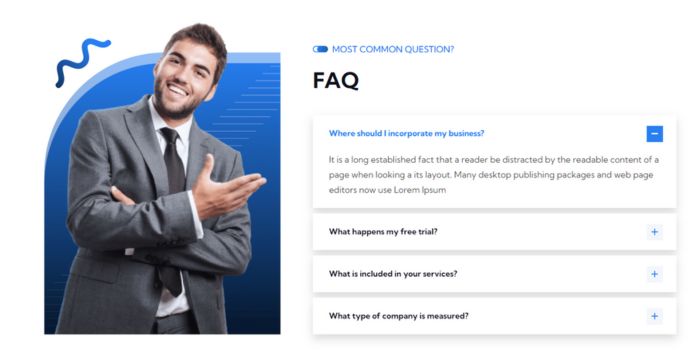 MOST COMMON QUESTION?
FAQ
Where should I incorporate my business?
It is a long established fact that a reader be distracted by the readable content of a
page when looking a its layout. Many desktop publishing packages and web page
editors now use Lorem Ipsum
What happens my free trial?
What is included in your services?
What type of company is measured?